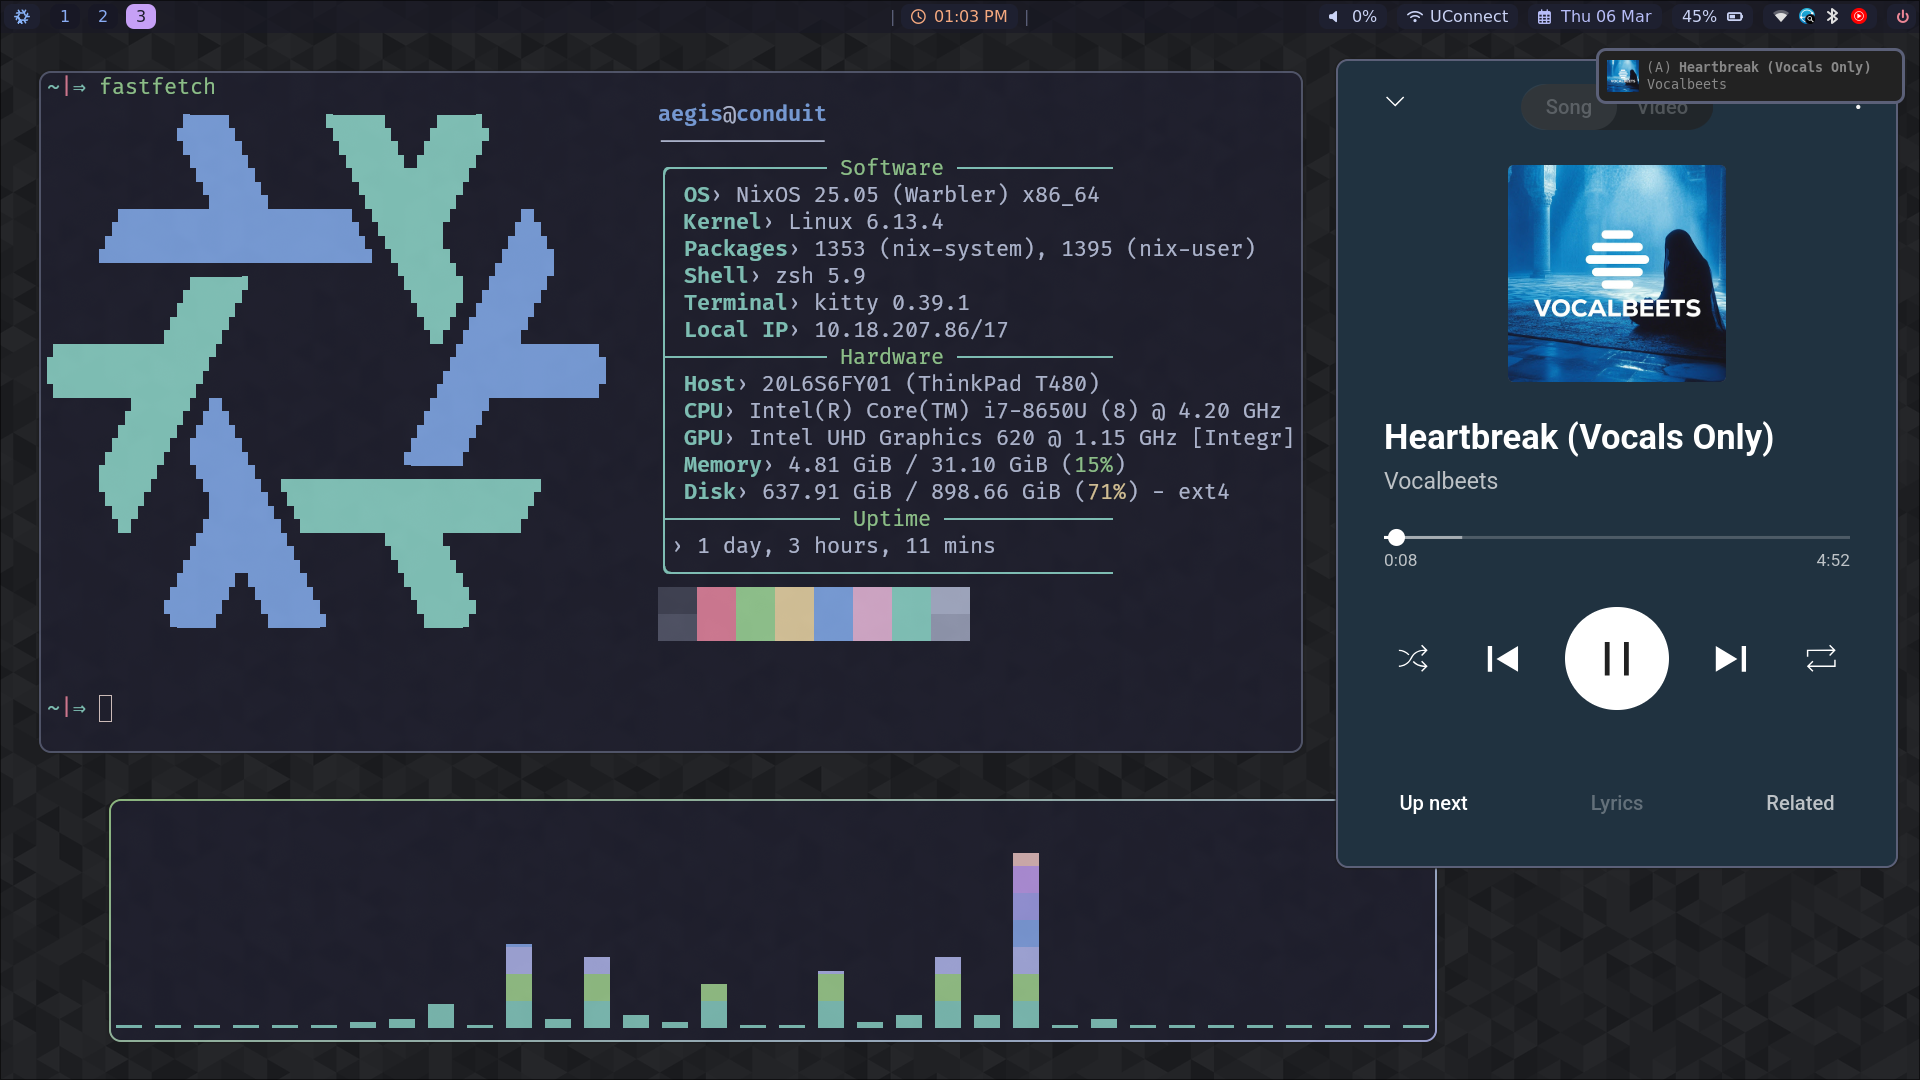 1 2 3
| 01:03 PM |
0% UConnect Thu 06 Mar 45%
~|⇒ fastfetch
aegis@conduit
Software
OS› NixOS 25.05 (Warbler) x86_64
Kernel› Linux 6.13.4
Packages› 1353 (nix-system), 1395 (nix-user)
Shell› zsh 5.9
Terminal› kitty 0.39.1
Local IP› 10.18.207.86/17
Hardware
Host› 20L6S6FY01 (ThinkPad T480)
CPU› Intel(R) Core(TM) i7-8650U (8) @ 4.20 GHz
GPU› Intel UHD Graphics 620 @ 1.15 GHz [Integr]
Memory› 4.81 GiB / 31.10 GiB (15%)
Disk› 637.91 GiB / 898.66 GiB (71%) - ext4
Uptime
› 1 day, 3 hours, 11 mins
~|⇒
(A) Heartbreak (Vocals Only)
Vocalbeets
Song Video
VOCALBEETS
Heartbreak (Vocals Only)
Vocalbeets
0:08 4:52
Up next Lyrics Related